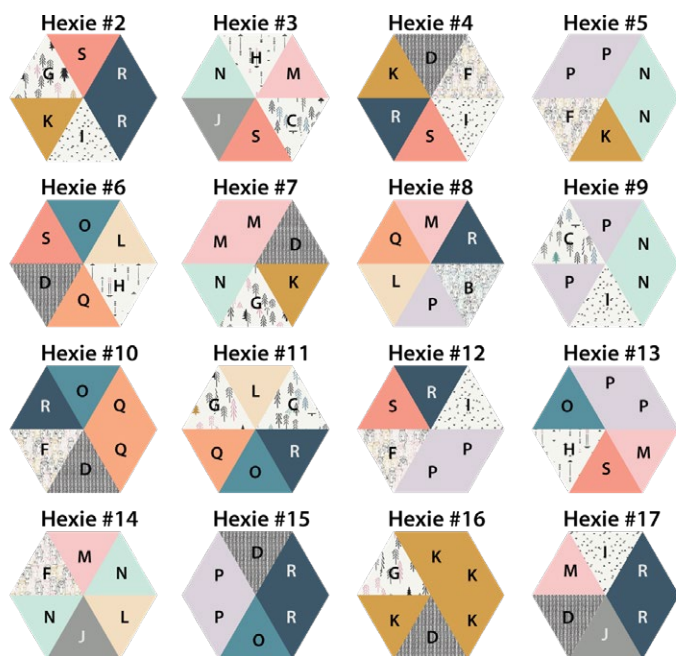 Hexie #2 Hexie #3 Hexie #4 Hexie #5
S H D P
G R N M K F P N
K R J C R I F N
I S S K
Hexie #6 Hexie #7 Hexie #8 Hexie #9
O M M P
S L M D Q R C N
D H N K L B P N
Q G P I
Hexie #10 Hexie #11 Hexie #12 Hexie #13
O L R P
R Q G G S I O P
F Q Q R F P H M
D O P S
Hexie #14 Hexie #15 Hexie #16 Hexie #17
M D K I
F N P R G K M R
N L P R K K D R
J O D J